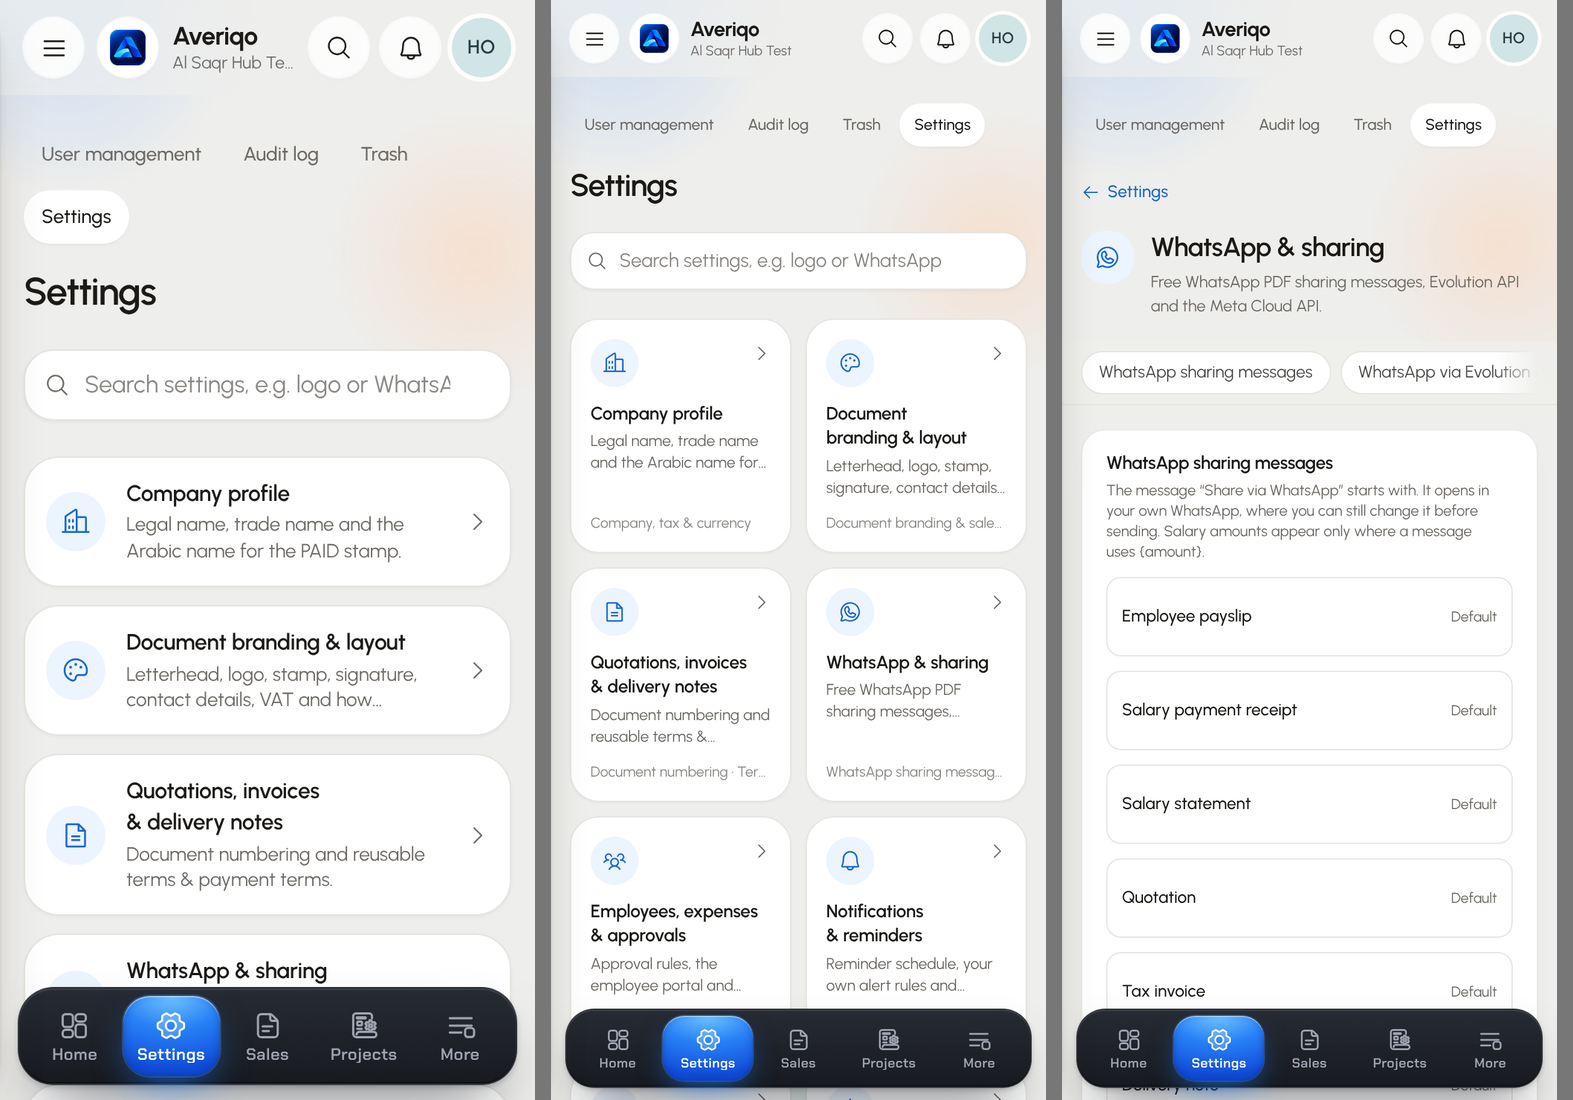 Averiqo
Al Saqr Hub Te...
HO
User management
Audit log
Trash
Settings
Settings
Search settings, e.g. logo or WhatsA
Company profile
Legal name, trade name and the
Arabic name for the PAID stamp.
Document branding & layout
Letterhead, logo, stamp, signature,
contact details, VAT and how...
Quotations, invoices
& delivery notes
Document numbering and reusable
terms & payment terms.
WhatsApp & sharing
Home
Settings
Sales
Projects
More
Averiqo
Al Saqr Hub Test
HO
User management
Audit log
Trash
Settings
Settings
Search settings, e.g. logo or WhatsApp
Company profile
Legal name, trade name
and the Arabic name for...
Company, tax & currency
Document
branding & layout
Letterhead, logo, stamp,
signature, contact details...
Document branding & sale...
Quotations, invoices
& delivery notes
Document numbering and
reusable terms &...
Document numbering · Ter...
WhatsApp & sharing
Free WhatsApp PDF
sharing messages,...
WhatsApp sharing messag...
Employees, expenses
& approvals
Approval rules, the
employee portal and...
Notifications
& reminders
Reminder schedule, your
own alert rules and...
Home
Settings
Sales
Projects
More
Averiqo
Al Saqr Hub Test
HO
User management
Audit log
Trash
Settings
Settings
WhatsApp & sharing
Free WhatsApp PDF sharing messages, Evolution API
and the Meta Cloud API.
WhatsApp sharing messages
WhatsApp via Evolution
WhatsApp sharing messages
The message “Share via WhatsApp” starts with. It opens in
your own WhatsApp, where you can still change it before
sending. Salary amounts appear only where a message
uses {amount}.
Employee payslip
Default
Salary payment receipt
Default
Salary statement
Default
Quotation
Default
Tax invoice
Default
Home
Settings
Sales
Projects
More